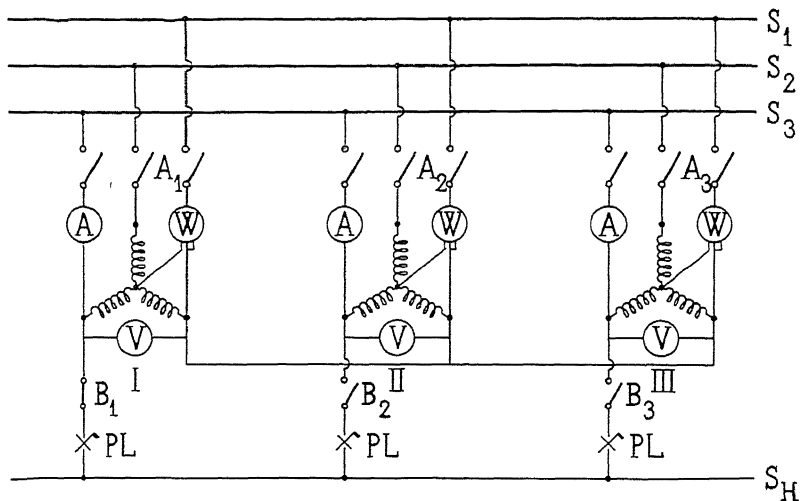 S1
S2
S3
A1 A2 A3
A W A W A W
V V V
I II III
B1 B2 B3
PL PL PL
SH